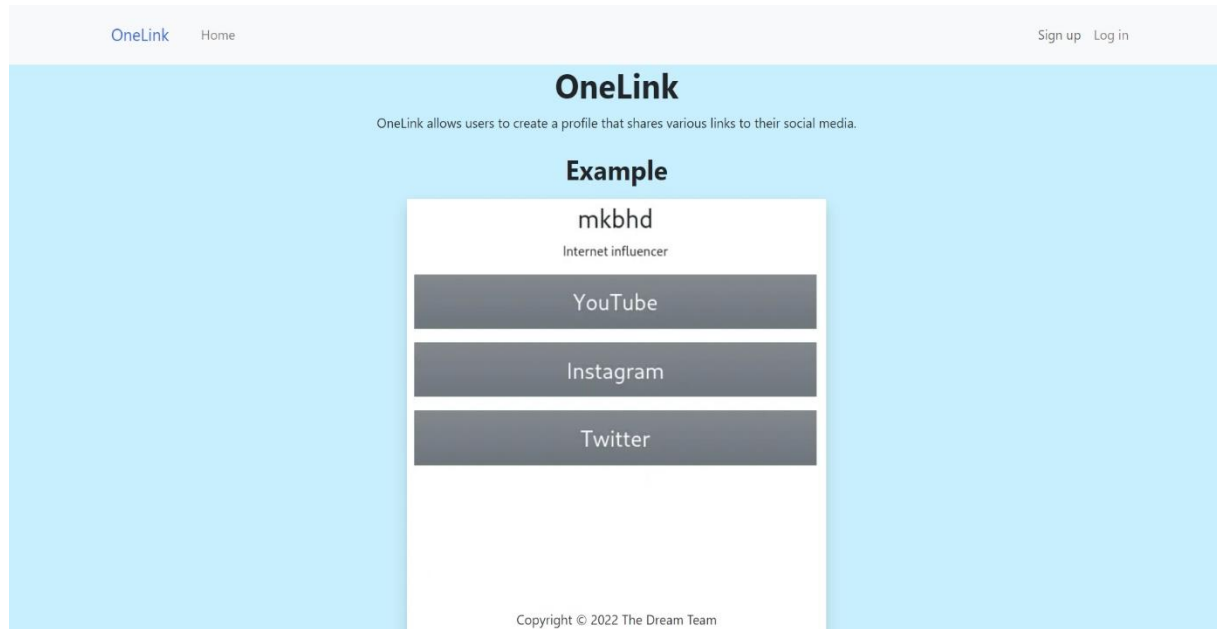 OneLink Home Sign up Log in
OneLink
OneLink allows users to create a profile that shares various links to their social media.
Example
mkbhd
Internet influencer
YouTube
Instagram
Twitter
Copyright © 2022 The Dream Team